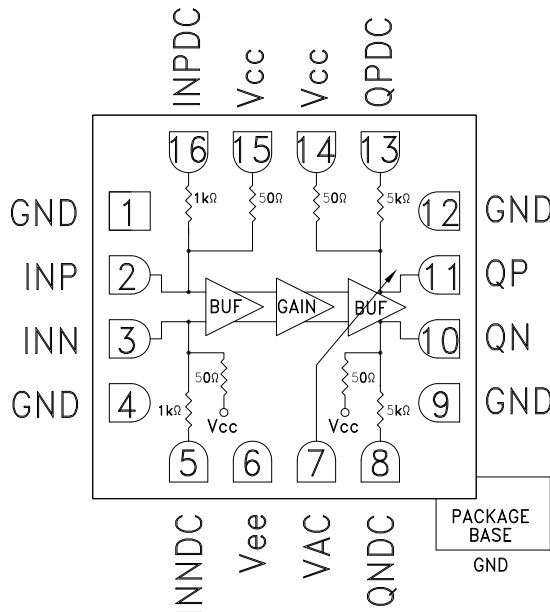 INPDC
Vcc
Vcc
QPDC
16
15
14
13
1kΩ
50Ω
50Ω
5kΩ
GND
1
12
GND
INP
2
11
QP
BUF
GAIN
BUF
INN
3
10
QN
50Ω
50Ω
GND
4
1kΩ
Vcc
Vcc
5kΩ
9
GND
5
6
7
8
INNDC
Vee
VAC
QNDC
PACKAGE
BASE
GND